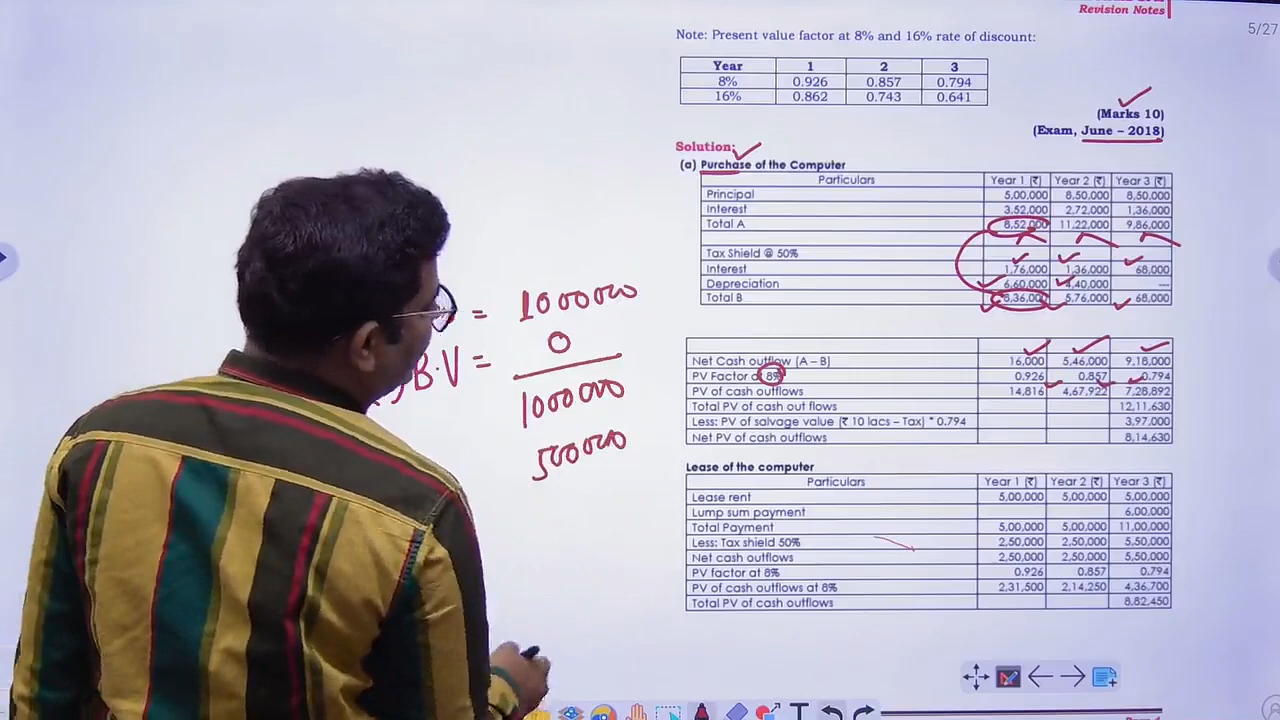 Revision Notes
5/27
Note: Present value factor at 8% and 16% rate of discount:
Year 1 2 3
8% 0.926 0.857 0.794
16% 0.862 0.743 0.641
(Marks 10)
(Exam, June – 2018)
Solution:
(a) Purchase of the Computer
Particulars Year 1 (₹) Year 2 (₹) Year 3 (₹)
Principal 5,00,000 8,50,000 8,50,000
Interest 3,52,000 2,72,000 1,36,000
Total A 8,52,000 11,22,000 9,86,000
Tax Shield @ 50%
Interest 1,76,000 1,36,000 68,000
Depreciation 6,60,000 4,40,000 ---
Total B 8,36,000 5,76,000 68,000
Net Cash outflow (A – B) 16,000 5,46,000 9,18,000
PV Factor at 8% 0.926 0.857 0.794
PV of cash outflows 14,816 4,67,922 7,28,892
Total PV of cash out flows 12,11,630
Less: PV of salvage value (₹ 10 lacs – Tax) * 0.794 3,97,000
Net PV of cash outflows 8,14,630
Lease of the computer
Particulars Year 1 (₹) Year 2 (₹) Year 3 (₹)
Lease rent 5,00,000 5,00,000 5,00,000
Lump sum payment 6,00,000
Total Payment 5,00,000 5,00,000 11,00,000
Less: Tax shield 50% 2,50,000 2,50,000 5,50,000
Net cash outflows 2,50,000 2,50,000 5,50,000
PV factor at 8% 0.926 0.857 0.794
PV of cash outflows at 8% 2,31,500 2,14,250 4,36,700
Total PV of cash outflows 8,82,450
= 1000000
B.V = 0
1000000
500000